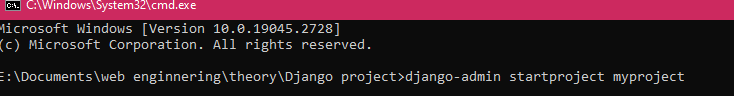 C:\Windows\System32\cmd.exe
Microsoft Windows [Version 10.0.19045.2728]
(c) Microsoft Corporation. All rights reserved.
E:\Documents\web enginnering\theory\Django project>django-admin startproject myproject